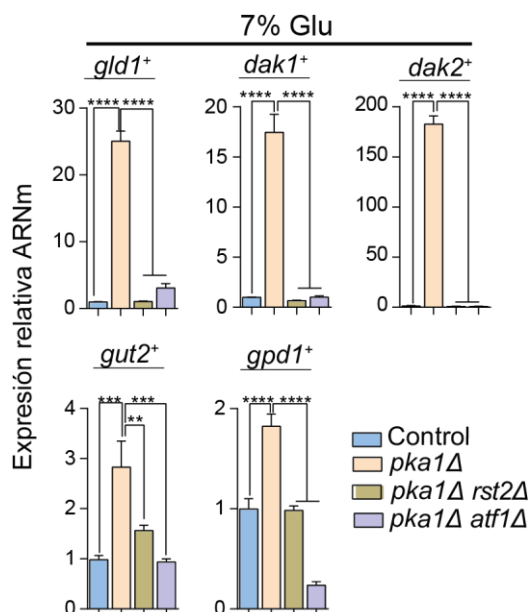 7% Glu
gld1⁺
dak1⁺
dak2⁺
**** ****
**** ****
**** ****
30
20
10
0
20
15
10
5
0
200
150
100
50
0
Expresión relativa ARNm
gut2⁺
gpd1⁺
*** ***
**
**** ****
4
3
2
1
0
2
1
0
Control
pka1Δ
pka1Δ rst2Δ
pka1Δ atf1Δ